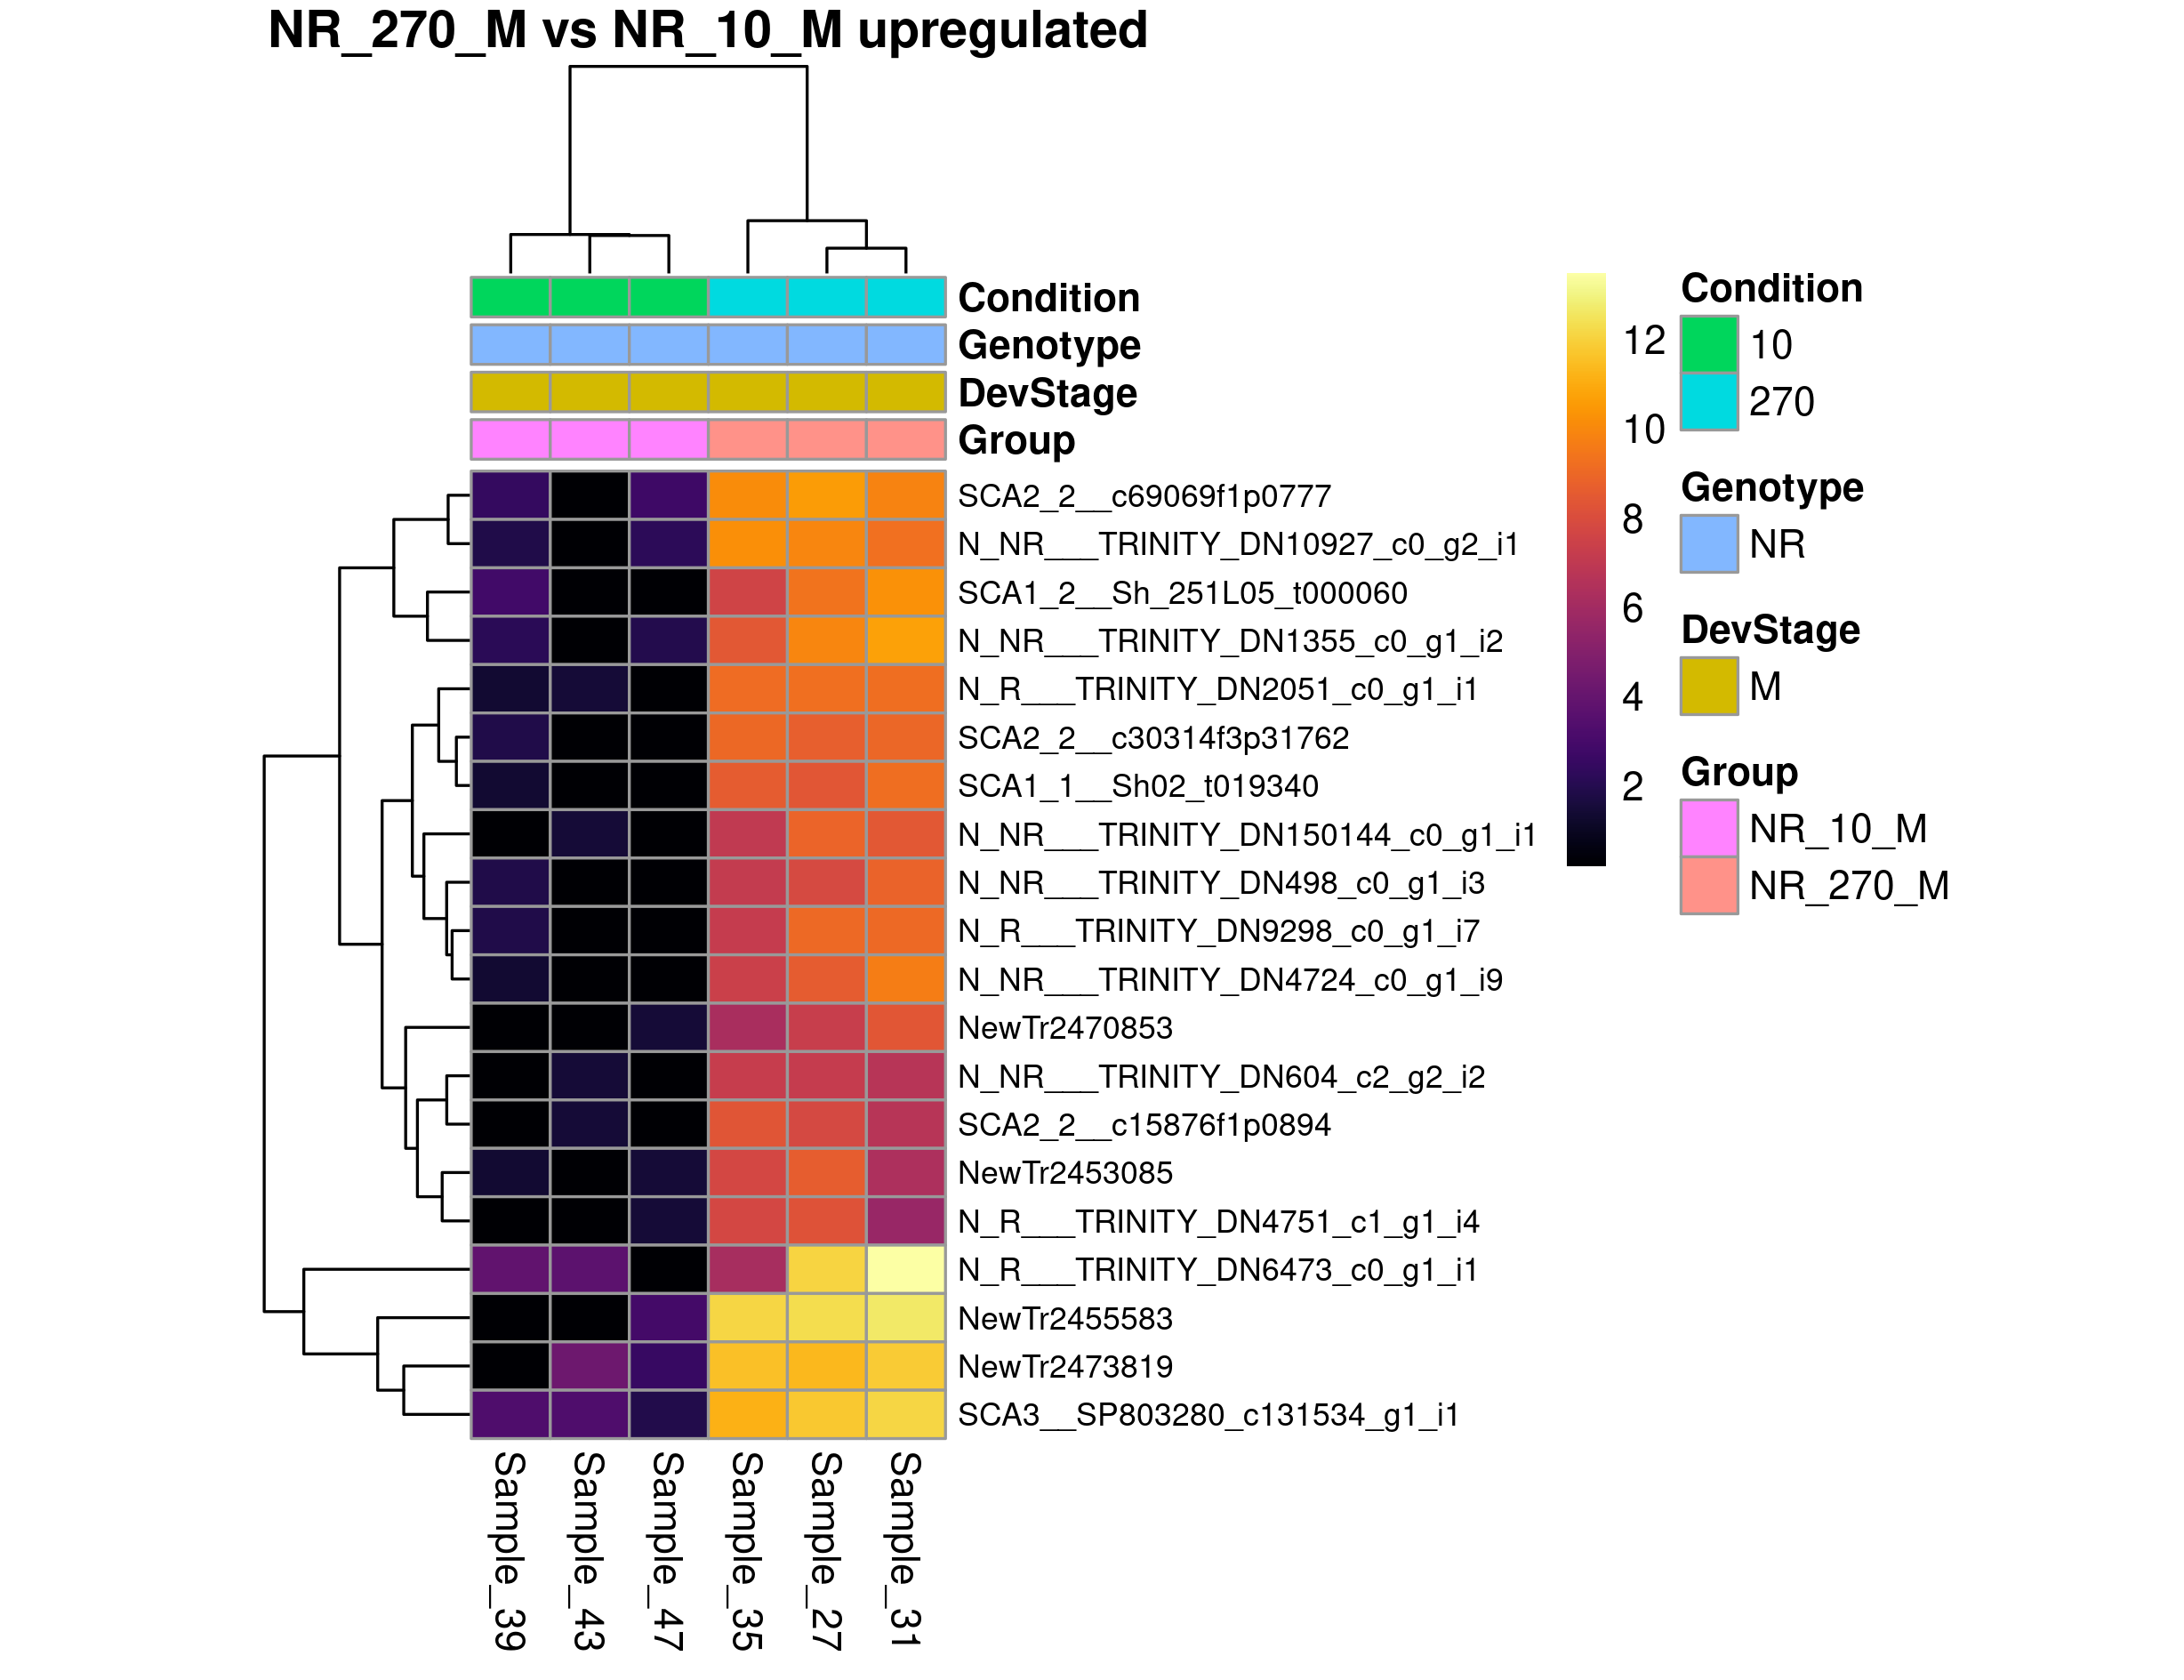 NR_270_M vs NR_10_M upregulated
Condition
Genotype
DevStage
Group
SCA2_2__c69069f1p0777
N_NR___TRINITY_DN10927_c0_g2_i1
SCA1_2__Sh_251L05_t000060
N_NR___TRINITY_DN1355_c0_g1_i2
N_R___TRINITY_DN2051_c0_g1_i1
SCA2_2__c30314f3p31762
SCA1_1__Sh02_t019340
N_NR___TRINITY_DN150144_c0_g1_i1
N_NR___TRINITY_DN498_c0_g1_i3
N_R___TRINITY_DN9298_c0_g1_i7
N_NR___TRINITY_DN4724_c0_g1_i9
NewTr2470853
N_NR___TRINITY_DN604_c2_g2_i2
SCA2_2__c15876f1p0894
NewTr2453085
N_R___TRINITY_DN4751_c1_g1_i4
N_R___TRINITY_DN6473_c0_g1_i1
NewTr2455583
NewTr2473819
SCA3__SP803280_c131534_g1_i1
Sample_39
Sample_43
Sample_47
Sample_35
Sample_27
Sample_31
12
10
8
6
4
2
Condition
10
270
Genotype
NR
DevStage
M
Group
NR_10_M
NR_270_M